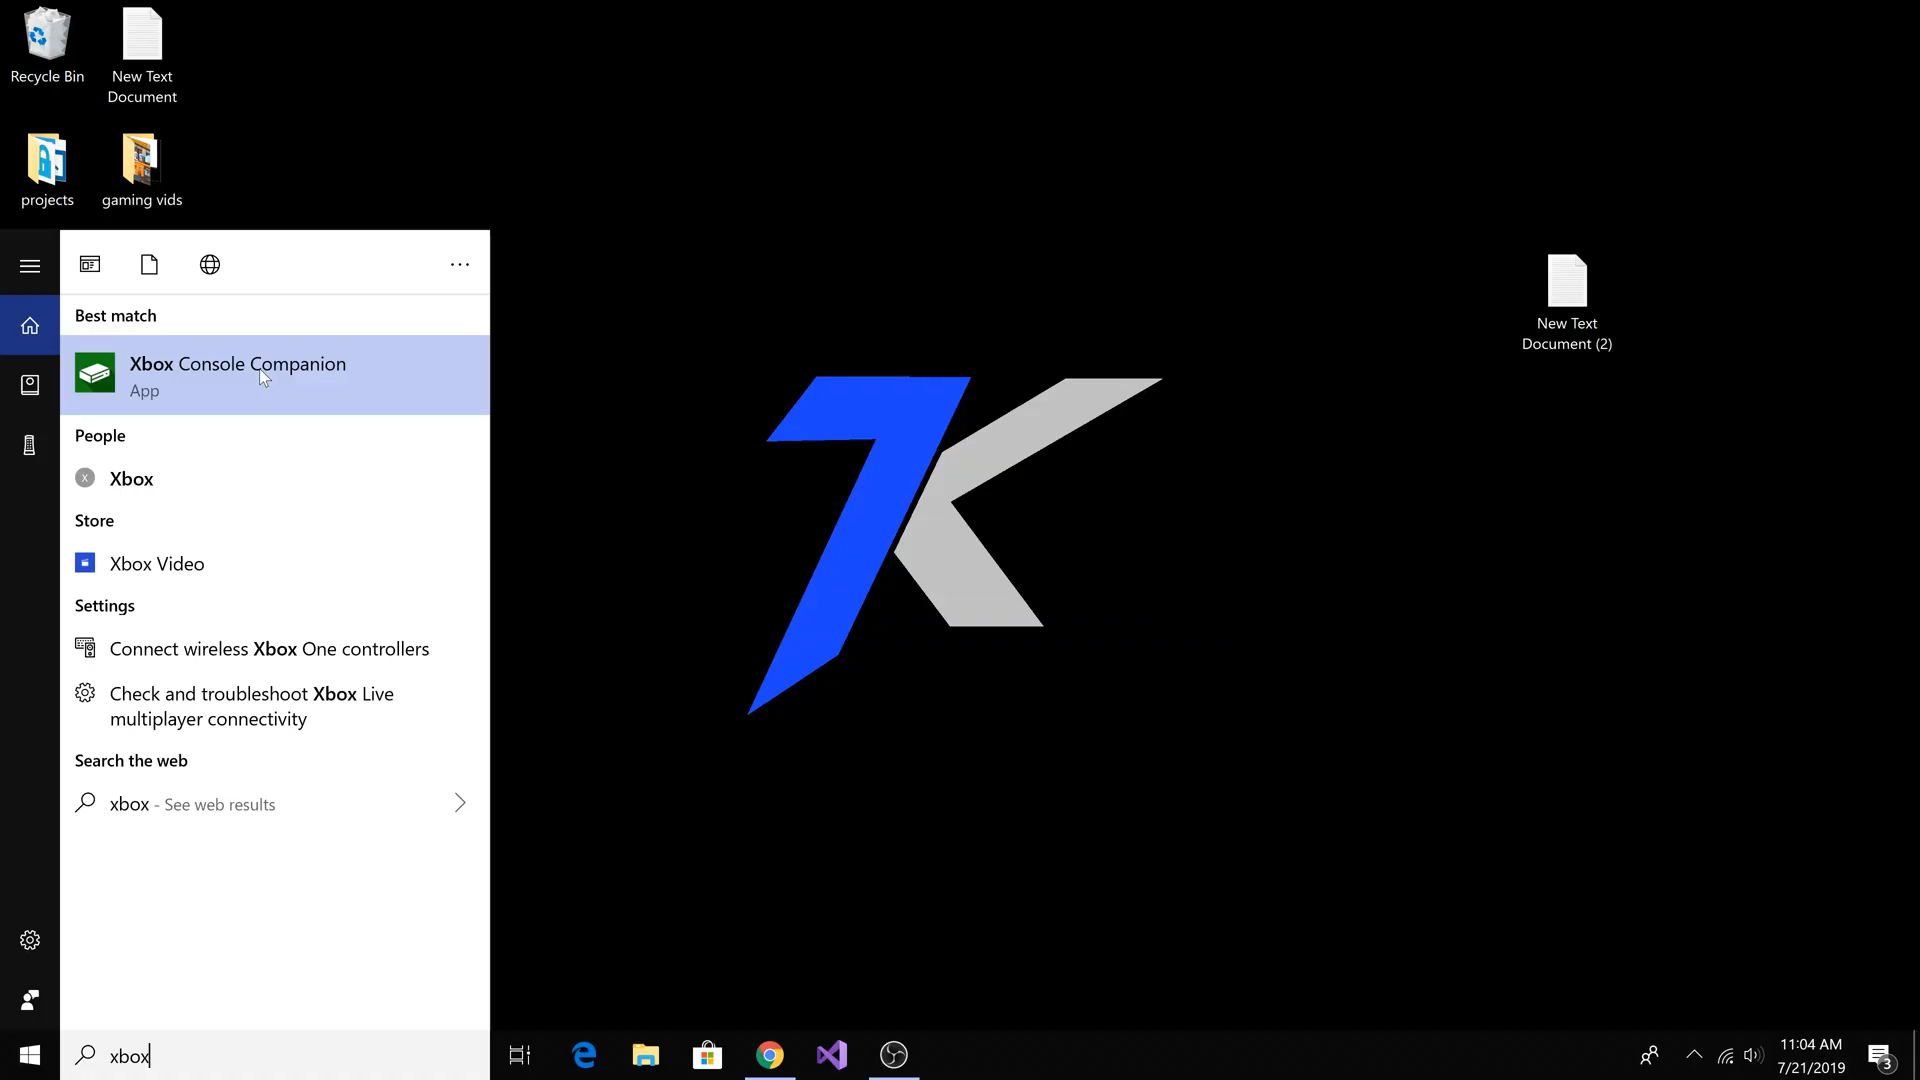 Recycle Bin
New Text
Document
projects
gaming vids
Best match
Xbox Console Companion
App
People
X
Xbox
Store
Xbox Video
Settings
Connect wireless Xbox One controllers
Check and troubleshoot Xbox Live
multiplayer connectivity
Search the web
xbox - See web results
xbox
7K
New Text
Document (2)
11:04 AM
7/21/2019
3